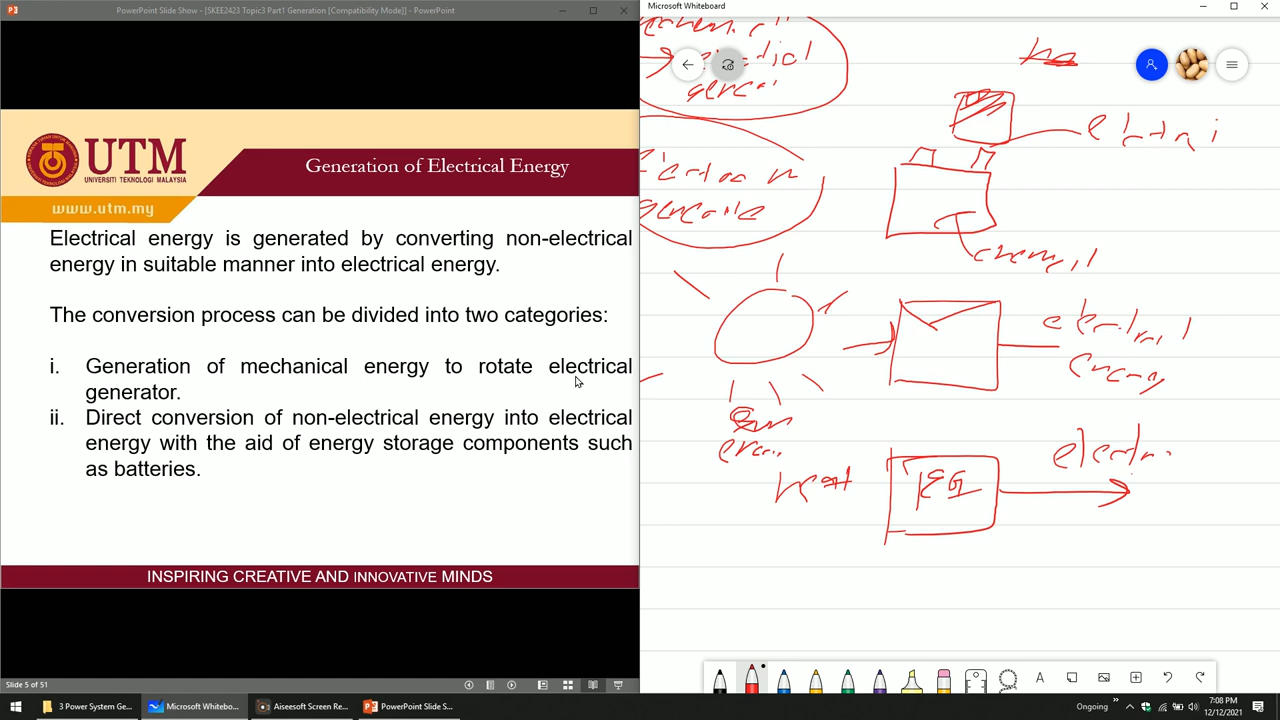 PowerPoint Slide Show - [SKEE2423 Topic3 Part1 Generation [Compatibility Mode]] - PowerPoint
UTM
UNIVERSITI TEKNOLOGI MALAYSIA
www.utm.my
Generation of Electrical Energy
Electrical energy is generated by converting non-electrical
energy in suitable manner into electrical energy.
The conversion process can be divided into two categories:
i. Generation of mechanical energy to rotate electrical
generator.
ii. Direct conversion of non-electrical energy into electrical
energy with the aid of energy storage components such
as batteries.
INSPIRING CREATIVE AND INNOVATIVE MINDS
Slide 5 of 51
Microsoft Whiteboard
heat
3 Power System Ge...
Microsoft Whiteboa...
Aiseesoft Screen Re...
PowerPoint Slide S...
Ongoing
7:08 PM
12/12/2021